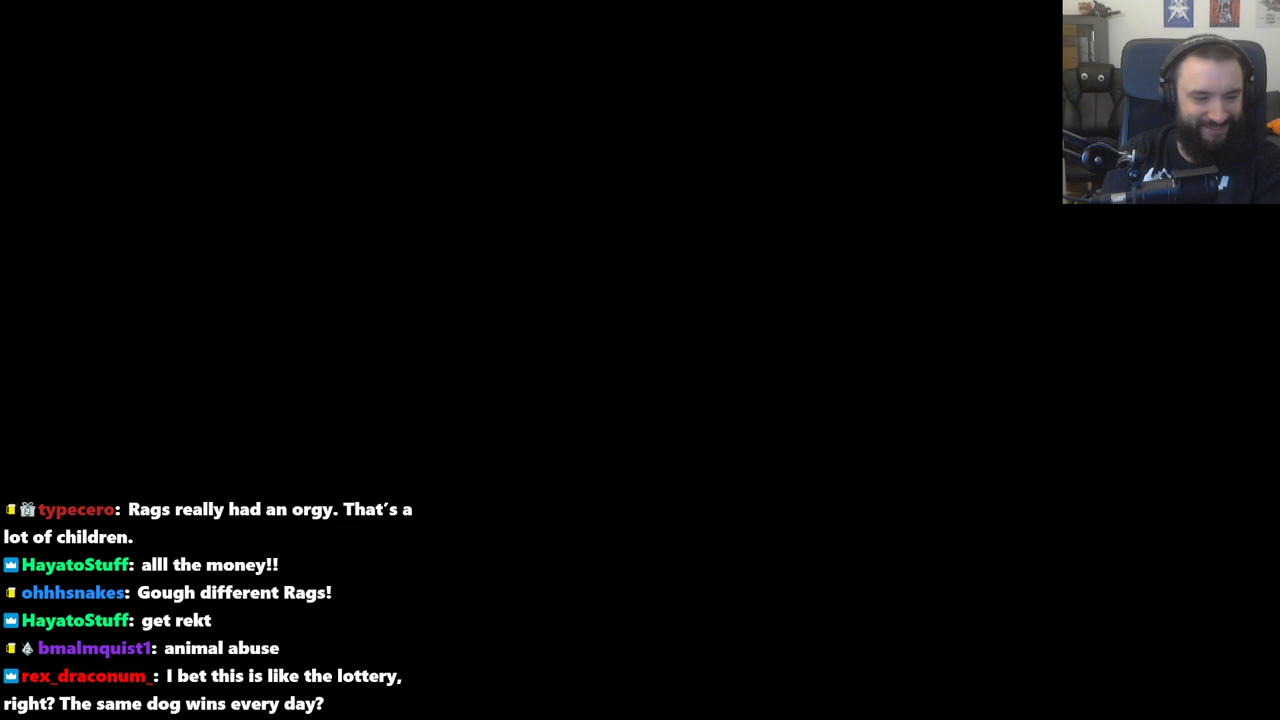 typecero: Rags really had an orgy. That's a
lot of children.
HayatoStuff: alll the money!!
ohhhsnakes: Gough different Rags!
HayatoStuff: get rekt
bmalmquist1: animal abuse
rex_draconum_: I bet this is like the lottery,
right? The same dog wins every day?